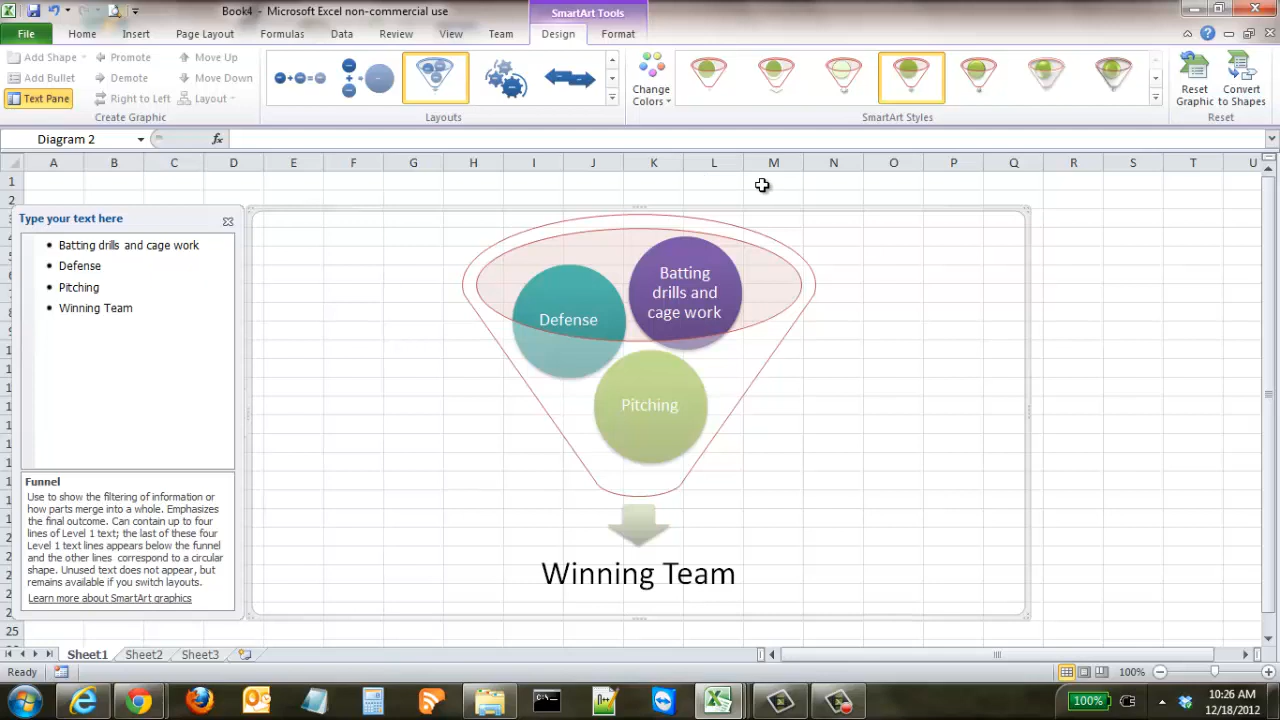 Book4 - Microsoft Excel non-commercial use
SmartArt Tools
File Home Insert Page Layout Formulas Data Review View Team Design Format
Add Shape Promote Move Up
Add Bullet Demote Move Down
Text Pane Right to Left Layout
Create Graphic
Layouts
Change Colors
SmartArt Styles
Reset Graphic
Convert to Shapes
Reset
Diagram 2 fx
A B C D E F G H I J K L M N O P Q R S T U
1
2
Type your text here
Batting drills and cage work
Defense
Pitching
Winning Team
Funnel
Use to show the filtering of information or
how parts merge into a whole. Emphasizes
the final outcome. Can contain up to four
lines of Level 1 text; the last of these four
Level 1 text lines appears below the funnel
and the other lines correspond to a circular
shape. Unused text does not appear, but
remains available if you switch layouts.
Learn more about SmartArt graphics
Batting
drills and
cage work
Defense
Pitching
Winning Team
25
Sheet1 Sheet2 Sheet3
Ready
100%
100%
10:26 AM
12/18/2012